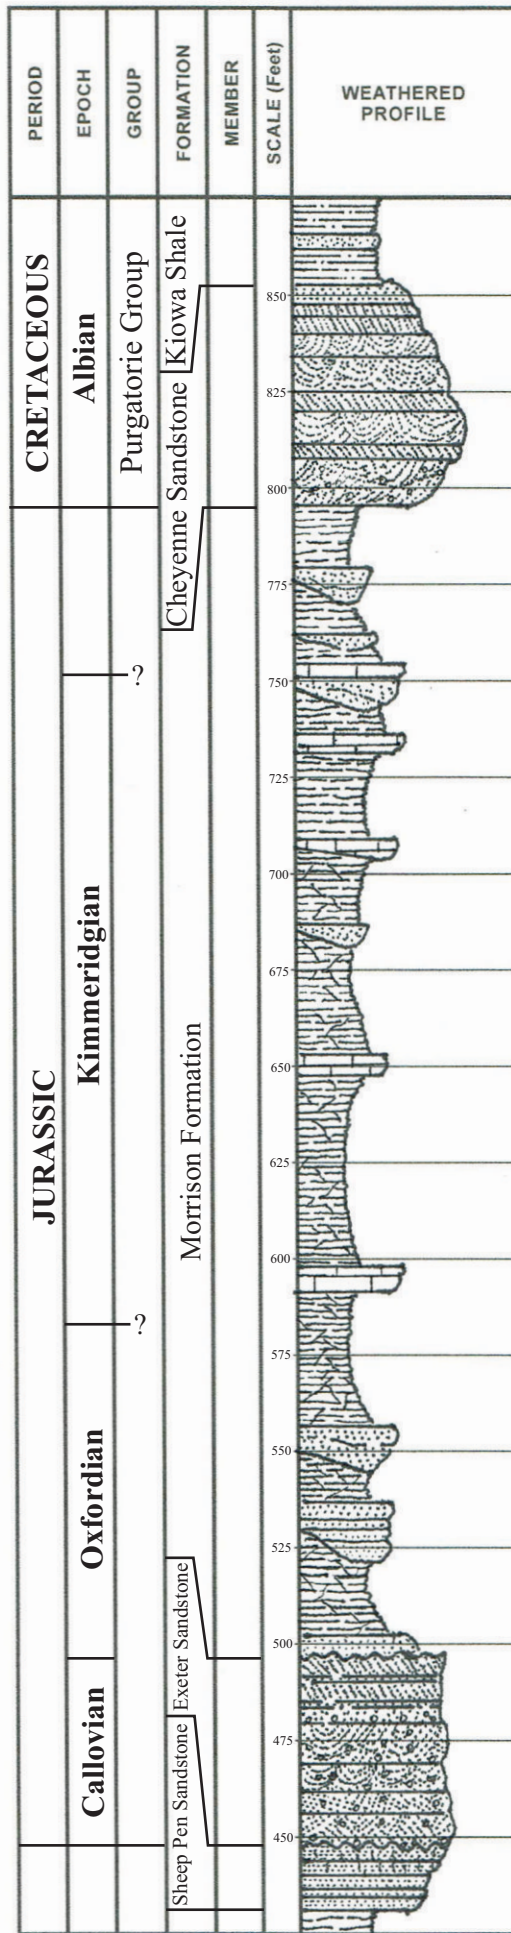 PERIOD
EPOCH
GROUP
FORMATION
MEMBER
SCALE (Feet)
WEATHERED
PROFILE
CRETACEOUS
Albian
Purgatorie Group
Kiowa Shale
Cheyenne Sandstone
850
825
800
775
750
725
700
675
650
625
600
575
550
525
500
475
450
?
JURASSIC
Kimmeridgian
Morrison Formation
?
Oxfordian
Exeter Sandstone
Callovian
Sheep Pen Sandstone